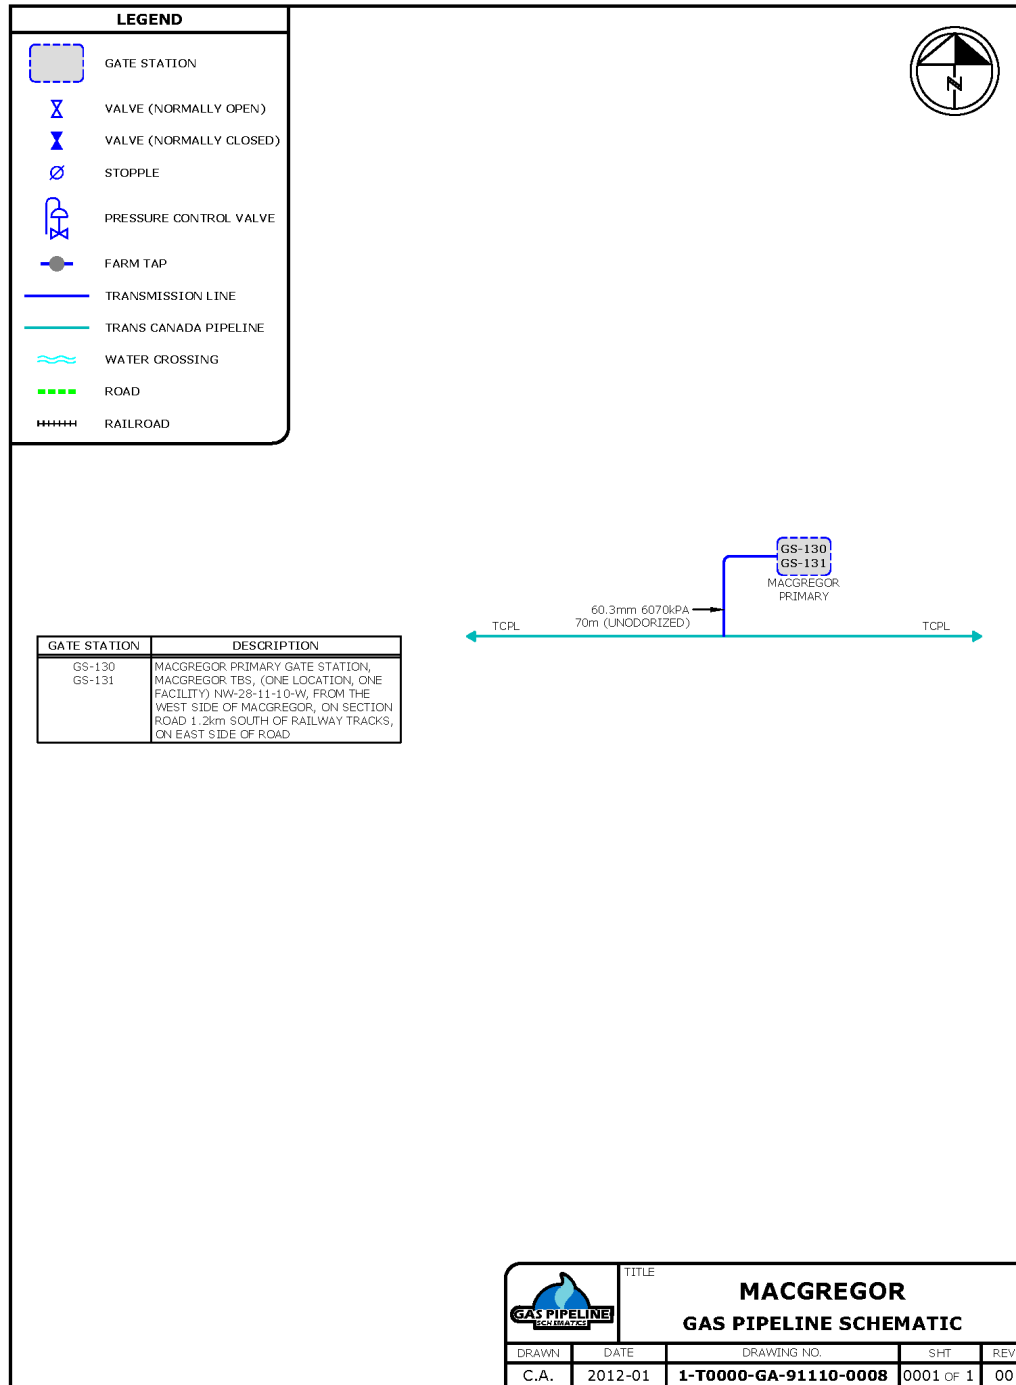 LEGEND
GATE STATION
VALVE (NORMALLY OPEN)
VALVE (NORMALLY CLOSED)
STOPPLE
PRESSURE CONTROL VALVE
FARM TAP
TRANSMISSION LINE
TRANS CANADA PIPELINE
WATER CROSSING
ROAD
RAILROAD
N
GS-130
GS-131
MACGREGOR
PRIMARY
60.3mm 6070kPA
70m (UNODORIZED)
TCPL
TCPL
GATE STATION DESCRIPTION
GS-130 MACGREGOR PRIMARY GATE STATION,
GS-131 MACGREGOR TBS, (ONE LOCATION, ONE
FACILITY) NW-28-11-10-W, FROM THE
WEST SIDE OF MACGREGOR, ON SECTION
ROAD 1.2km SOUTH OF RAILWAY TRACKS,
ON EAST SIDE OF ROAD
GAS PIPELINE
SCHEMATICS
TITLE
MACGREGOR
GAS PIPELINE SCHEMATIC
DRAWN DATE DRAWING NO. SHT REV
C.A. 2012-01 1-T0000-GA-91110-0008 0001 OF 1 00